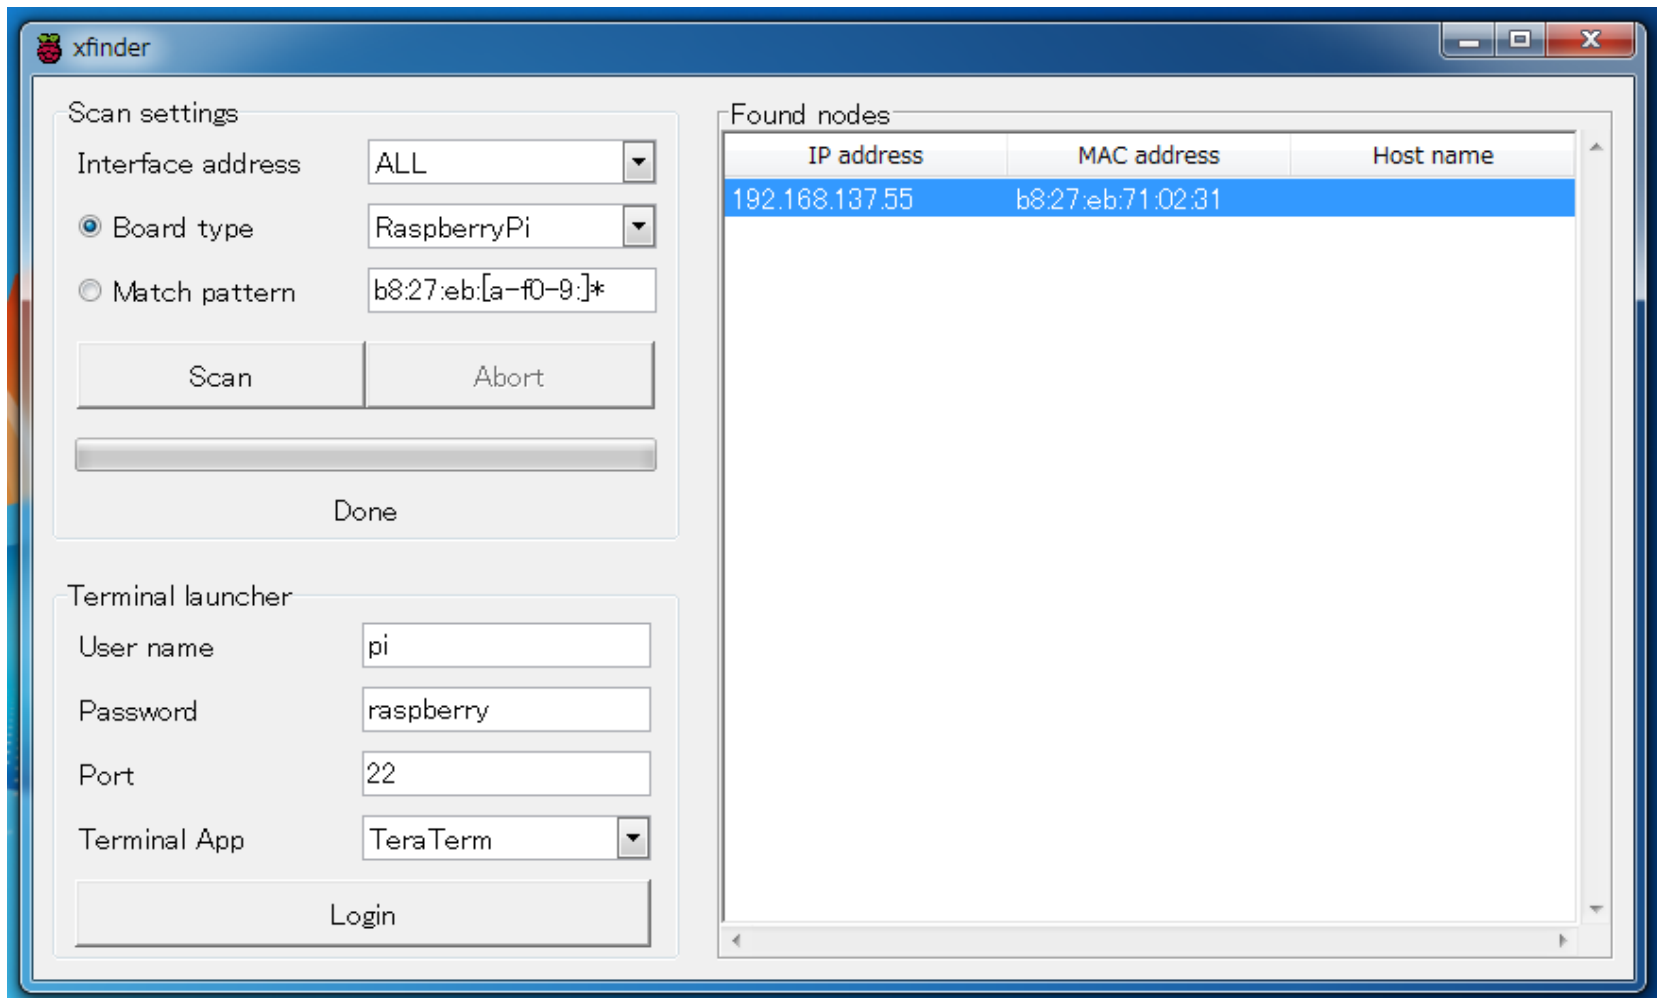 xfinder
Scan settings
Interface address ALL
Board type RaspberryPi
Match pattern b8:27:eb:[a-f0-9:]*
Scan Abort
Done
Terminal launcher
User name pi
Password raspberry
Port 22
Terminal App TeraTerm
Login
Found nodes
IP address MAC address Host name
192.168.137.55 b8:27:eb:71:02:31